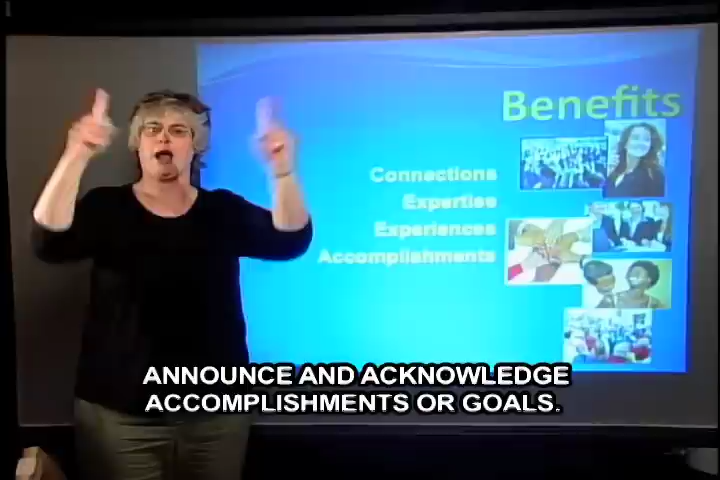 Benefits
Connections
Expertise
Experiences
Accomplishments
ANNOUNCE AND ACKNOWLEDGE
ACCOMPLISHMENTS OR GOALS.